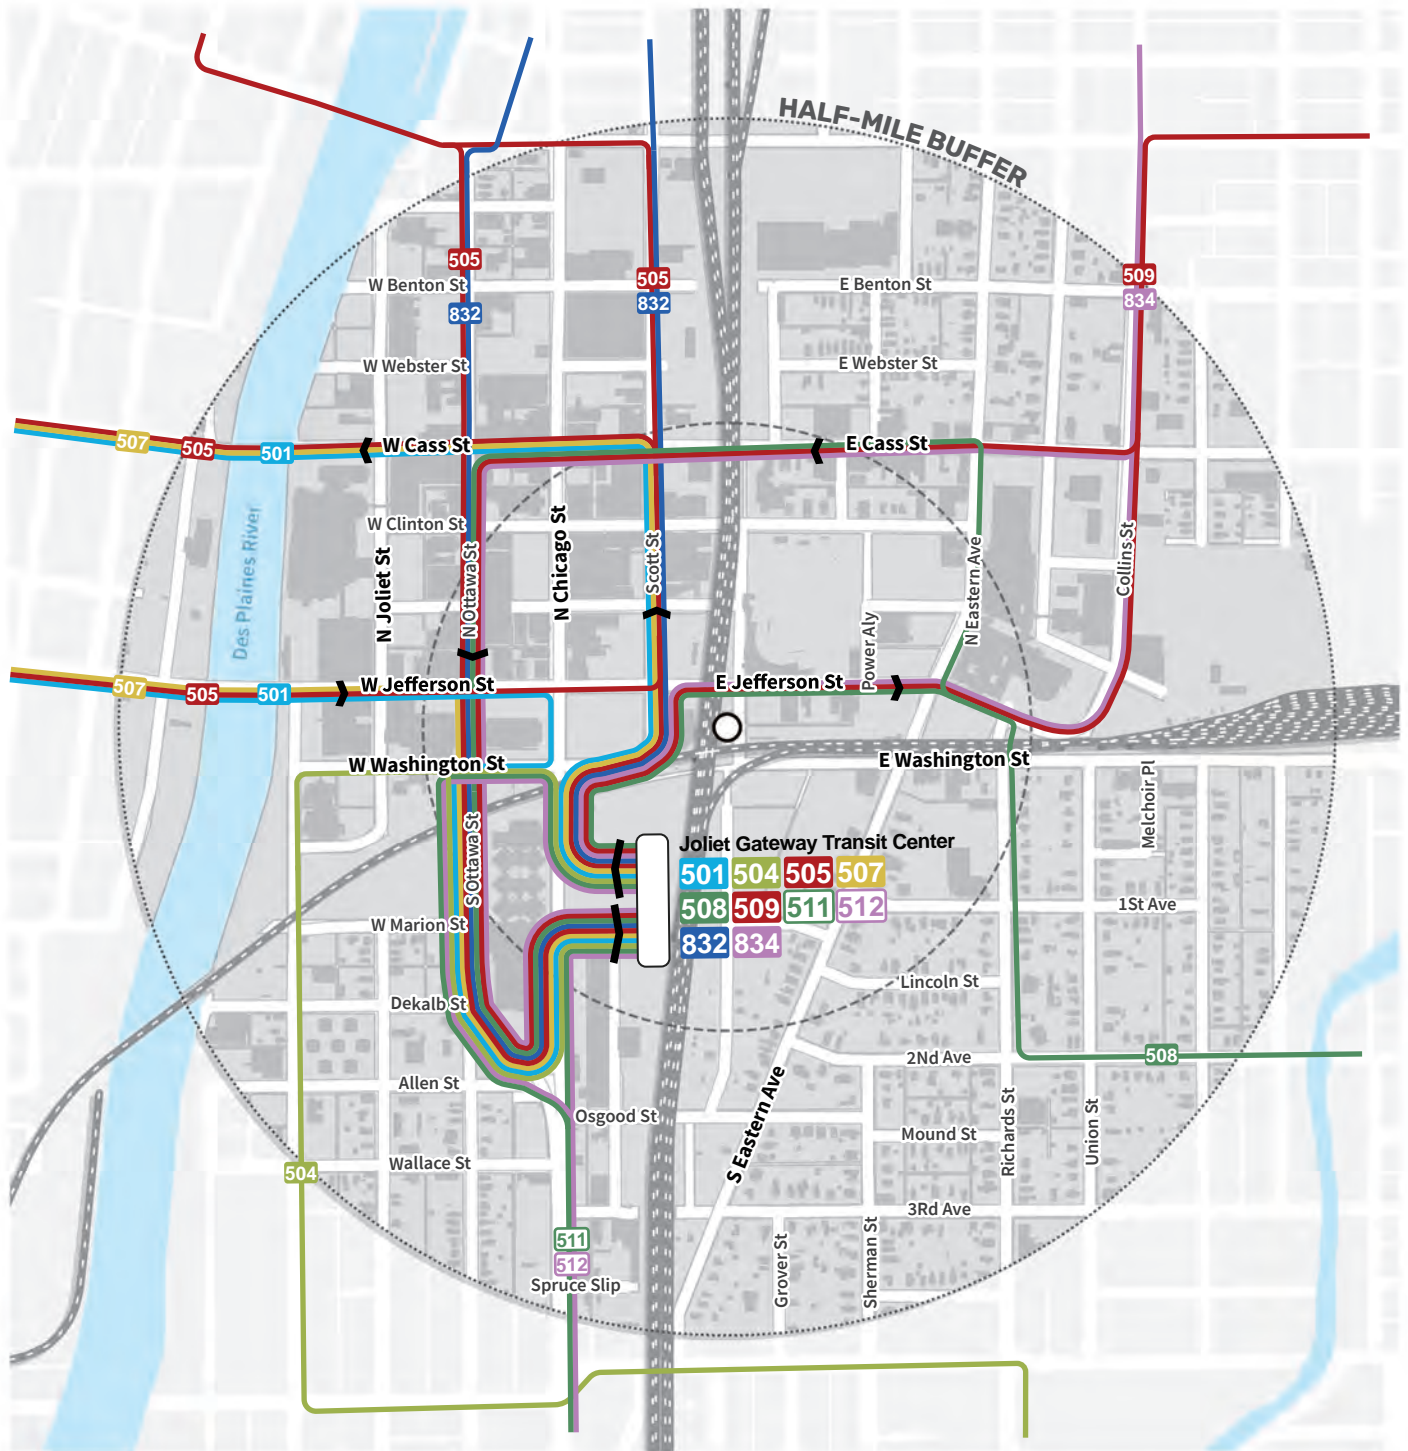 HALF-MILE BUFFER
505
505
509
W Benton St
E Benton St
834
832
832
W Webster St
E Webster St
507
505
501
W Cass St
E Cass St
W Clinton St
N Joliet St
N Ottawa St
N Chicago St
Scott St
N Eastern Ave
Collins St
Des Plaines River
Power Aly
507
505
501
W Jefferson St
E Jefferson St
W Washington St
E Washington St
Melchoir Pl
S Ottawa St
Joliet Gateway Transit Center
501 504 505 507
508 509 511 512
832 834
1St Ave
W Marion St
Lincoln St
Dekalb St
2Nd Ave
508
Allen St
S Eastern Ave
Osgood St
Richards St
Union St
Mound St
Wallace St
504
3Rd Ave
511
512
Grover St
Sherman St
Spruce Slip